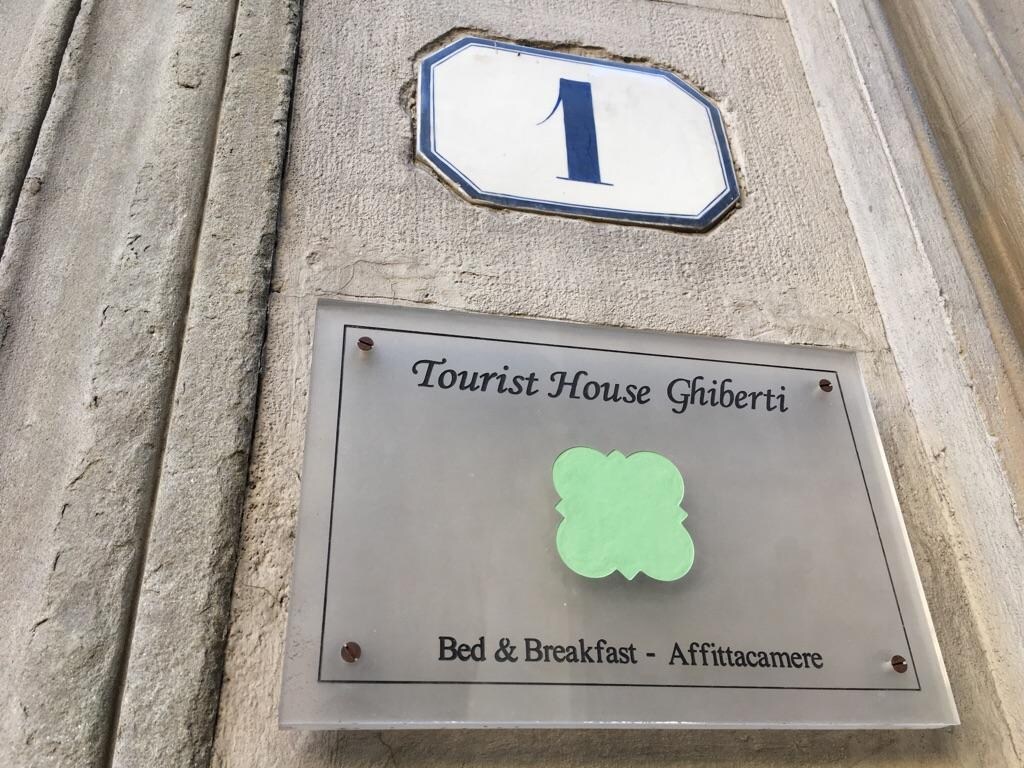 1
Tourist House Ghiberti
Bed & Breakfast - Affittacamere